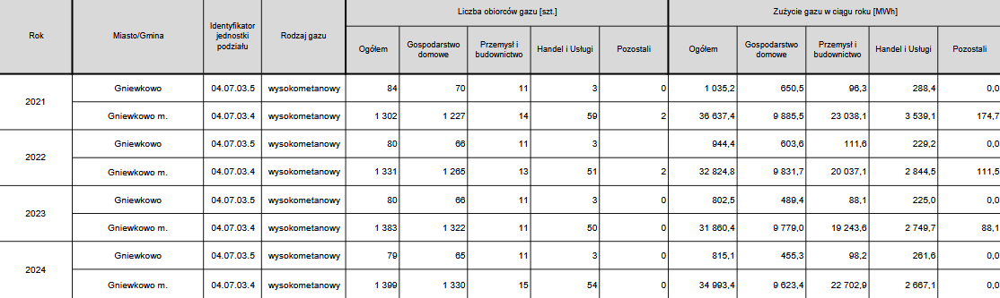 Rok Miasto/Gmina Identyfikator jednostki podziału Rodzaj gazu Liczba obiorców gazu [szt.] Zużycie gazu w ciągu roku [MWh]
Ogółem Gospodarstwo domowe Przemysł i budownictwo Handel i Usługi Pozostali Ogółem Gospodarstwo domowe Przemysł i budownictwo Handel i Usługi Pozostali
2021 Gniewkowo 04.07.03.5 wysokometanowy 84 70 11 3 0 1 035,2 650,5 96,3 288,4 0,0
Gniewkowo m. 04.07.03.4 wysokometanowy 1 302 1 227 14 59 2 36 637,4 9 885,5 23 038,1 3 539,1 174,7
2022 Gniewkowo 04.07.03.5 wysokometanowy 80 66 11 3 944,4 603,6 111,6 229,2 0,0
Gniewkowo m. 04.07.03.4 wysokometanowy 1 331 1 265 13 51 2 32 824,8 9 831,7 20 037,1 2 844,5 111,5
2023 Gniewkowo 04.07.03.5 wysokometanowy 80 66 11 3 0 802,5 489,4 88,1 225,0 0,0
Gniewkowo m. 04.07.03.4 wysokometanowy 1 383 1 322 11 50 0 31 860,4 9 779,0 19 243,6 2 749,7 88,1
2024 Gniewkowo 04.07.03.5 wysokometanowy 79 65 11 3 0 815,1 455,3 98,2 261,6 0,0
Gniewkowo m. 04.07.03.4 wysokometanowy 1 399 1 330 15 54 0 34 993,4 9 623,4 22 702,9 2 667,1 0,0